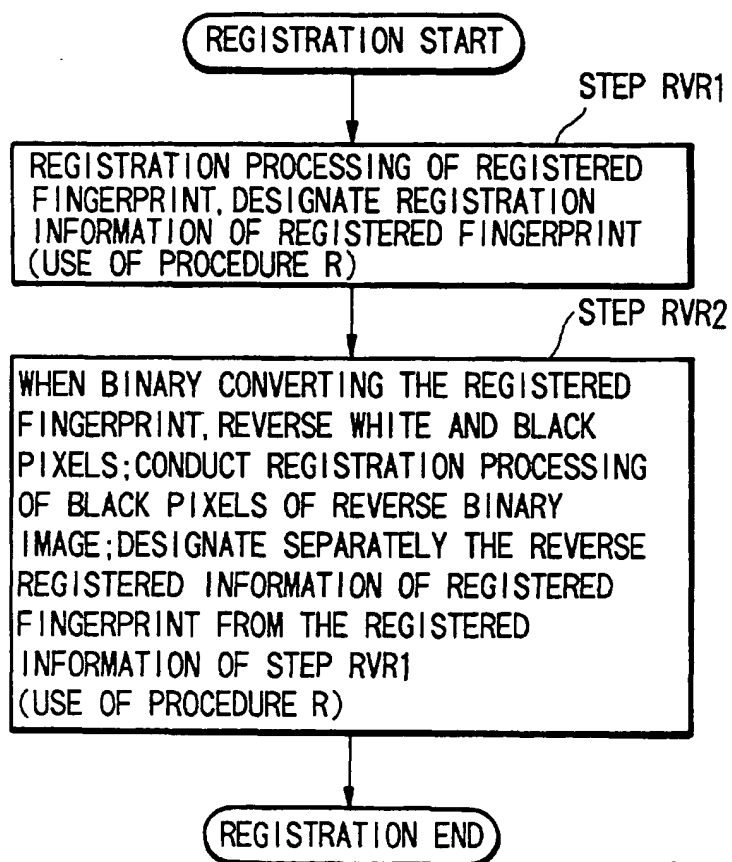 REGISTRATION START
STEP RVR1
REGISTRATION PROCESSING OF REGISTERED
FINGERPRINT, DESIGNATE REGISTRATION
INFORMATION OF REGISTERED FINGERPRINT
(USE OF PROCEDURE R)
STEP RVR2
WHEN BINARY CONVERTING THE REGISTERED
FINGERPRINT, REVERSE WHITE AND BLACK
PIXELS;CONDUCT REGISTRATION PROCESSING
OF BLACK PIXELS OF REVERSE BINARY
IMAGE;DESIGNATE SEPARATELY THE REVERSE
REGISTERED INFORMATION OF REGISTERED
FINGERPRINT FROM THE REGISTERED
INFORMATION OF STEP RVR1
(USE OF PROCEDURE R)
REGISTRATION END